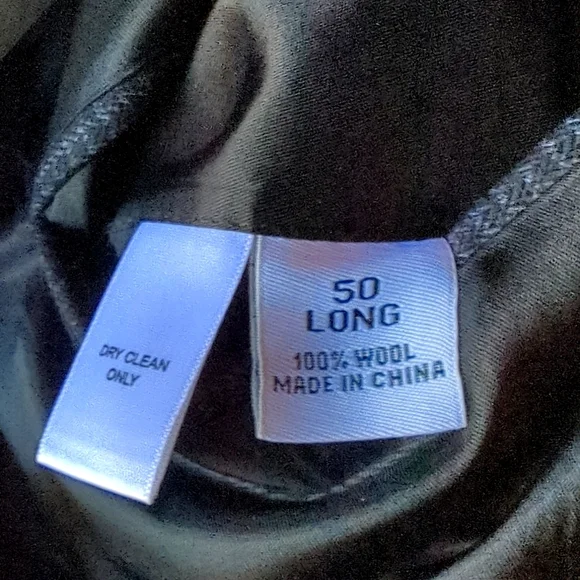 DRY CLEAN
ONLY
50
LONG
100% WOOL
MADE IN CHINA